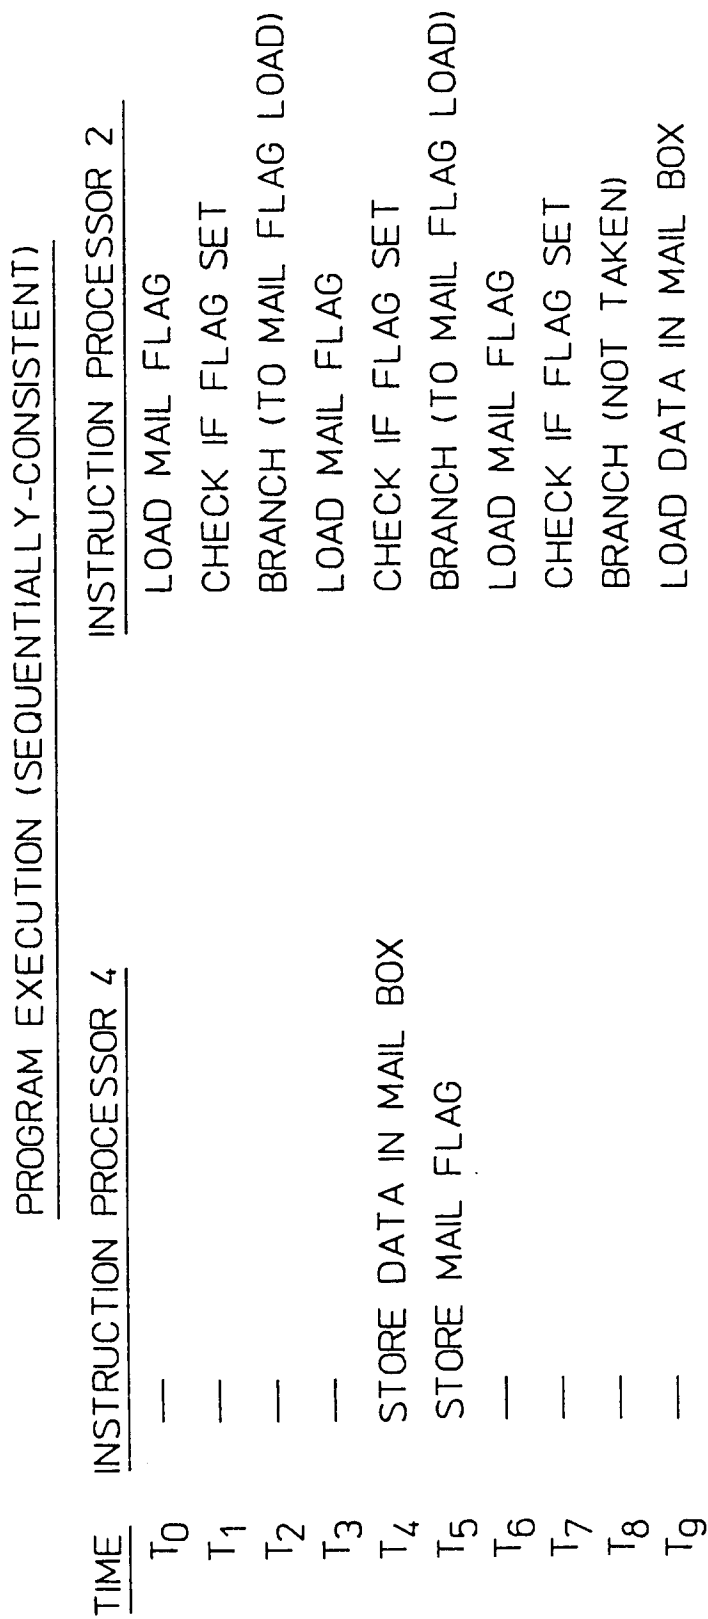 PROGRAM EXECUTION (SEQUENTIALLY-CONSISTENT)
TIME INSTRUCTION PROCESSOR 4 INSTRUCTION PROCESSOR 2
T0 — LOAD MAIL FLAG
T1 — CHECK IF FLAG SET
T2 — BRANCH (TO MAIL FLAG LOAD)
T3 — LOAD MAIL FLAG
T4 STORE DATA IN MAIL BOX CHECK IF FLAG SET
T5 STORE MAIL FLAG BRANCH (TO MAIL FLAG LOAD)
T6 — LOAD MAIL FLAG
T7 — CHECK IF FLAG SET
T8 — BRANCH (NOT TAKEN)
T9 — LOAD DATA IN MAIL BOX